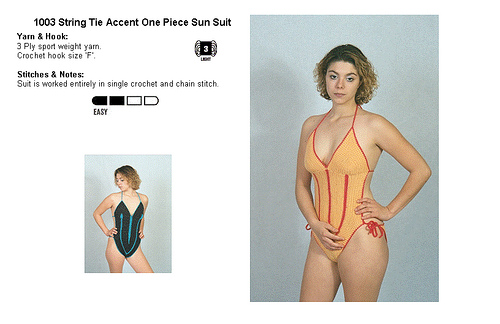 1003 String Tie Accent One Piece Sun Suit
Yarn & Hook:
3 Ply sport weight yarn.
Crochet hook size 'F'.
3
LIGHT
Stitches & Notes:
Suit is worked entirely in single crochet and chain stitch.
EASY